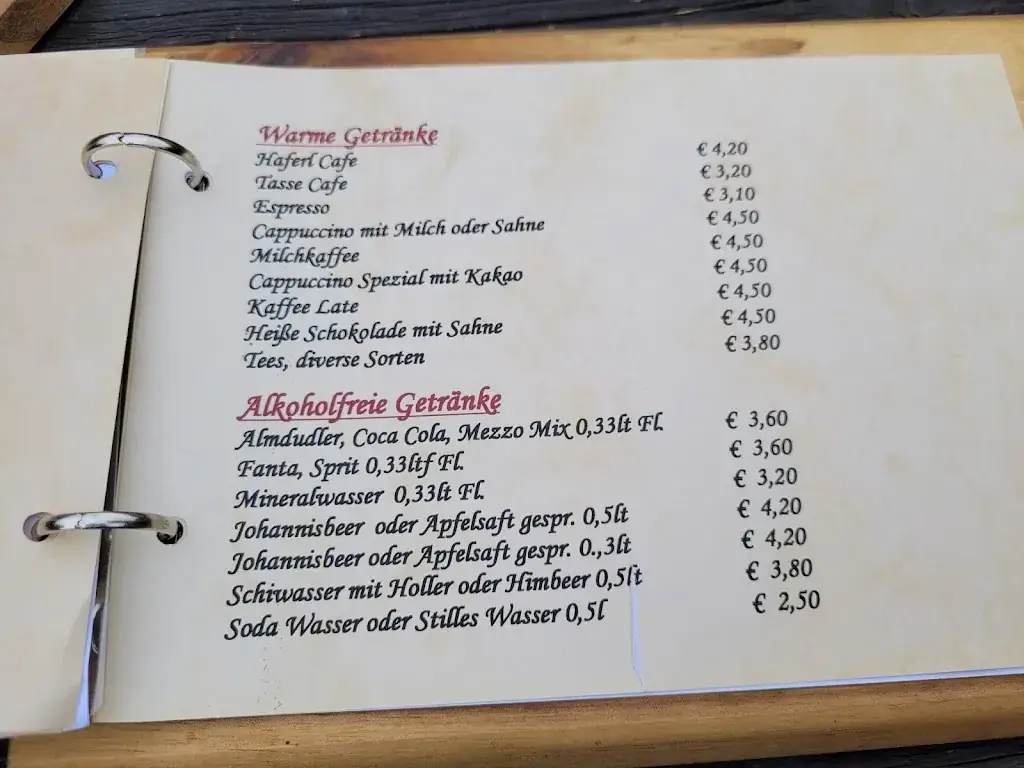 Warme Getränke
Haferl Cafe € 4,20
Tasse Cafe € 3,20
Espresso € 3,10
Cappuccino mit Milch oder Sahne € 4,50
Milchkaffee € 4,50
Cappuccino Spezial mit Kakao € 4,50
Kaffee Late € 4,50
Heiße Schokolade mit Sahne € 4,50
Tees, diverse Sorten € 3,80
Alkoholfreie Getränke
Almdudler, Coca Cola, Mezzo Mix 0,33lt Fl. € 3,60
Fanta, Sprit 0,33ltf Fl. € 3,60
Mineralwasser 0,33lt Fl. € 3,20
Johannisbeer oder Apfelsaft gespr. 0,5lt € 4,20
Johannisbeer oder Apfelsaft gespr. 0.,3lt € 4,20
Schiwasser mit Holler oder Himbeer 0,5lt € 3,80
Soda Wasser oder Stilles Wasser 0,5l € 2,50